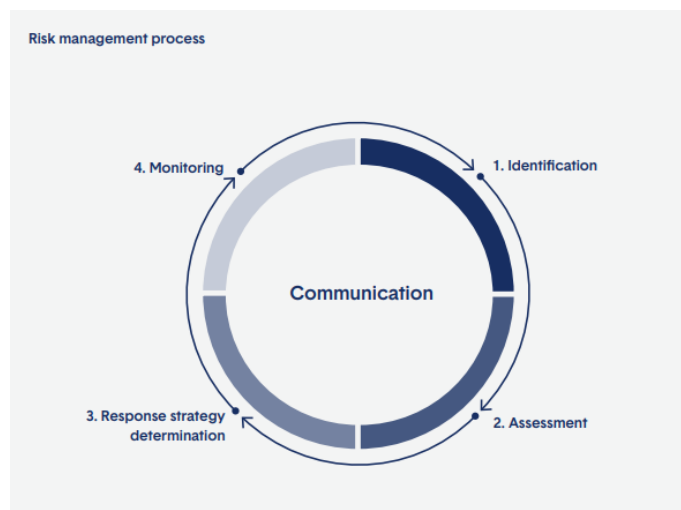 Risk management process
4. Monitoring
1. Identification
Communication
3. Response strategy
determination
2. Assessment